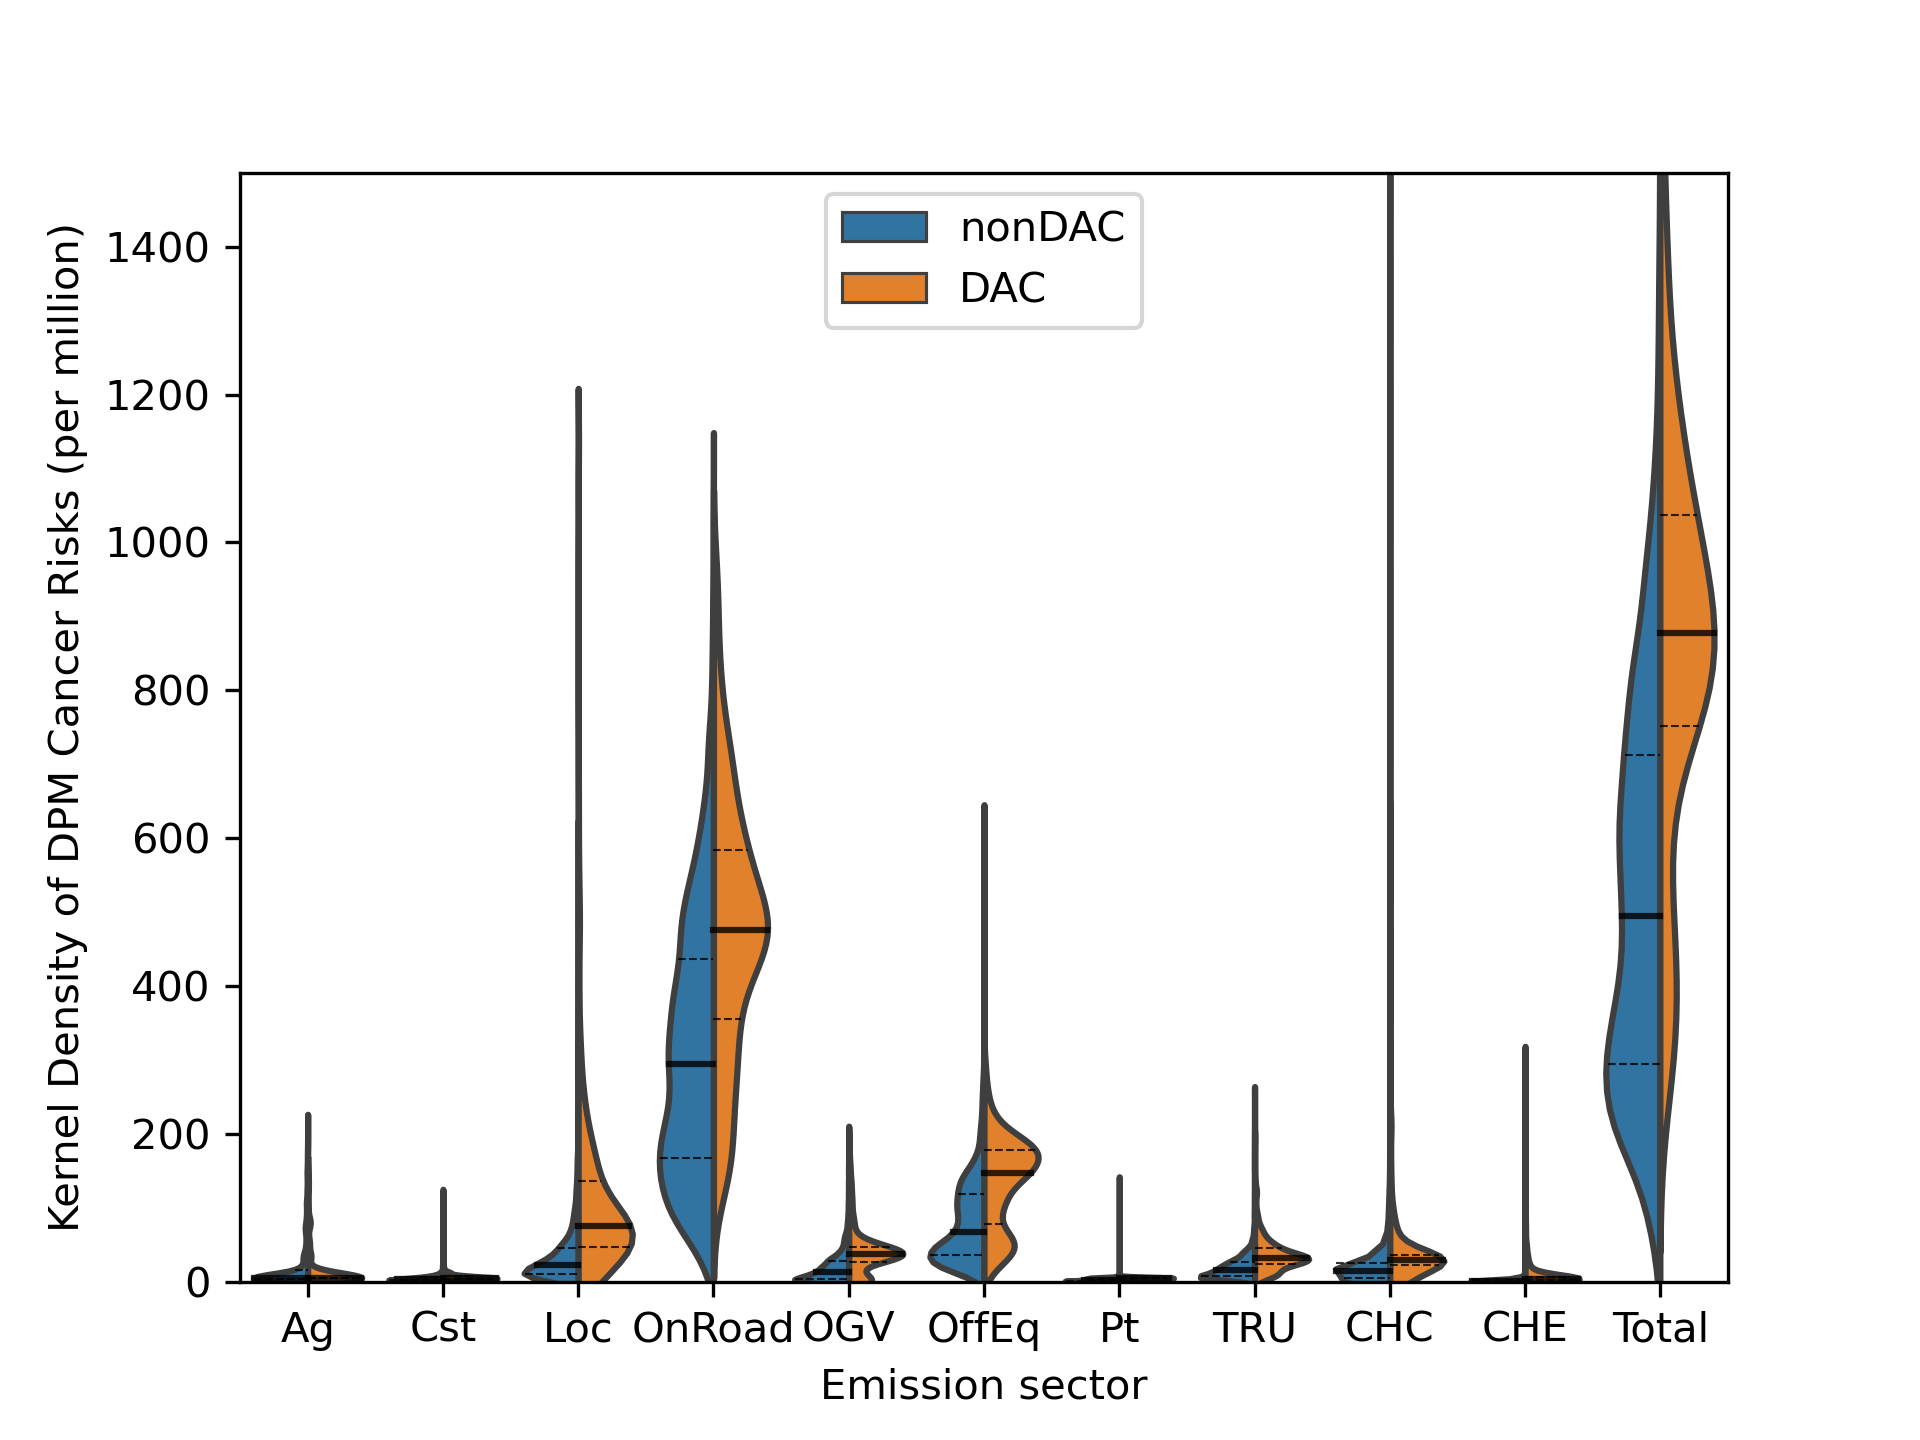 nonDAC
DAC
Kernel Density of DPM Cancer Risks (per million)
1400
1200
1000
800
600
400
200
0
Ag Cst Loc OnRoad OGV OffEq Pt TRU CHC CHE Total
Emission sector